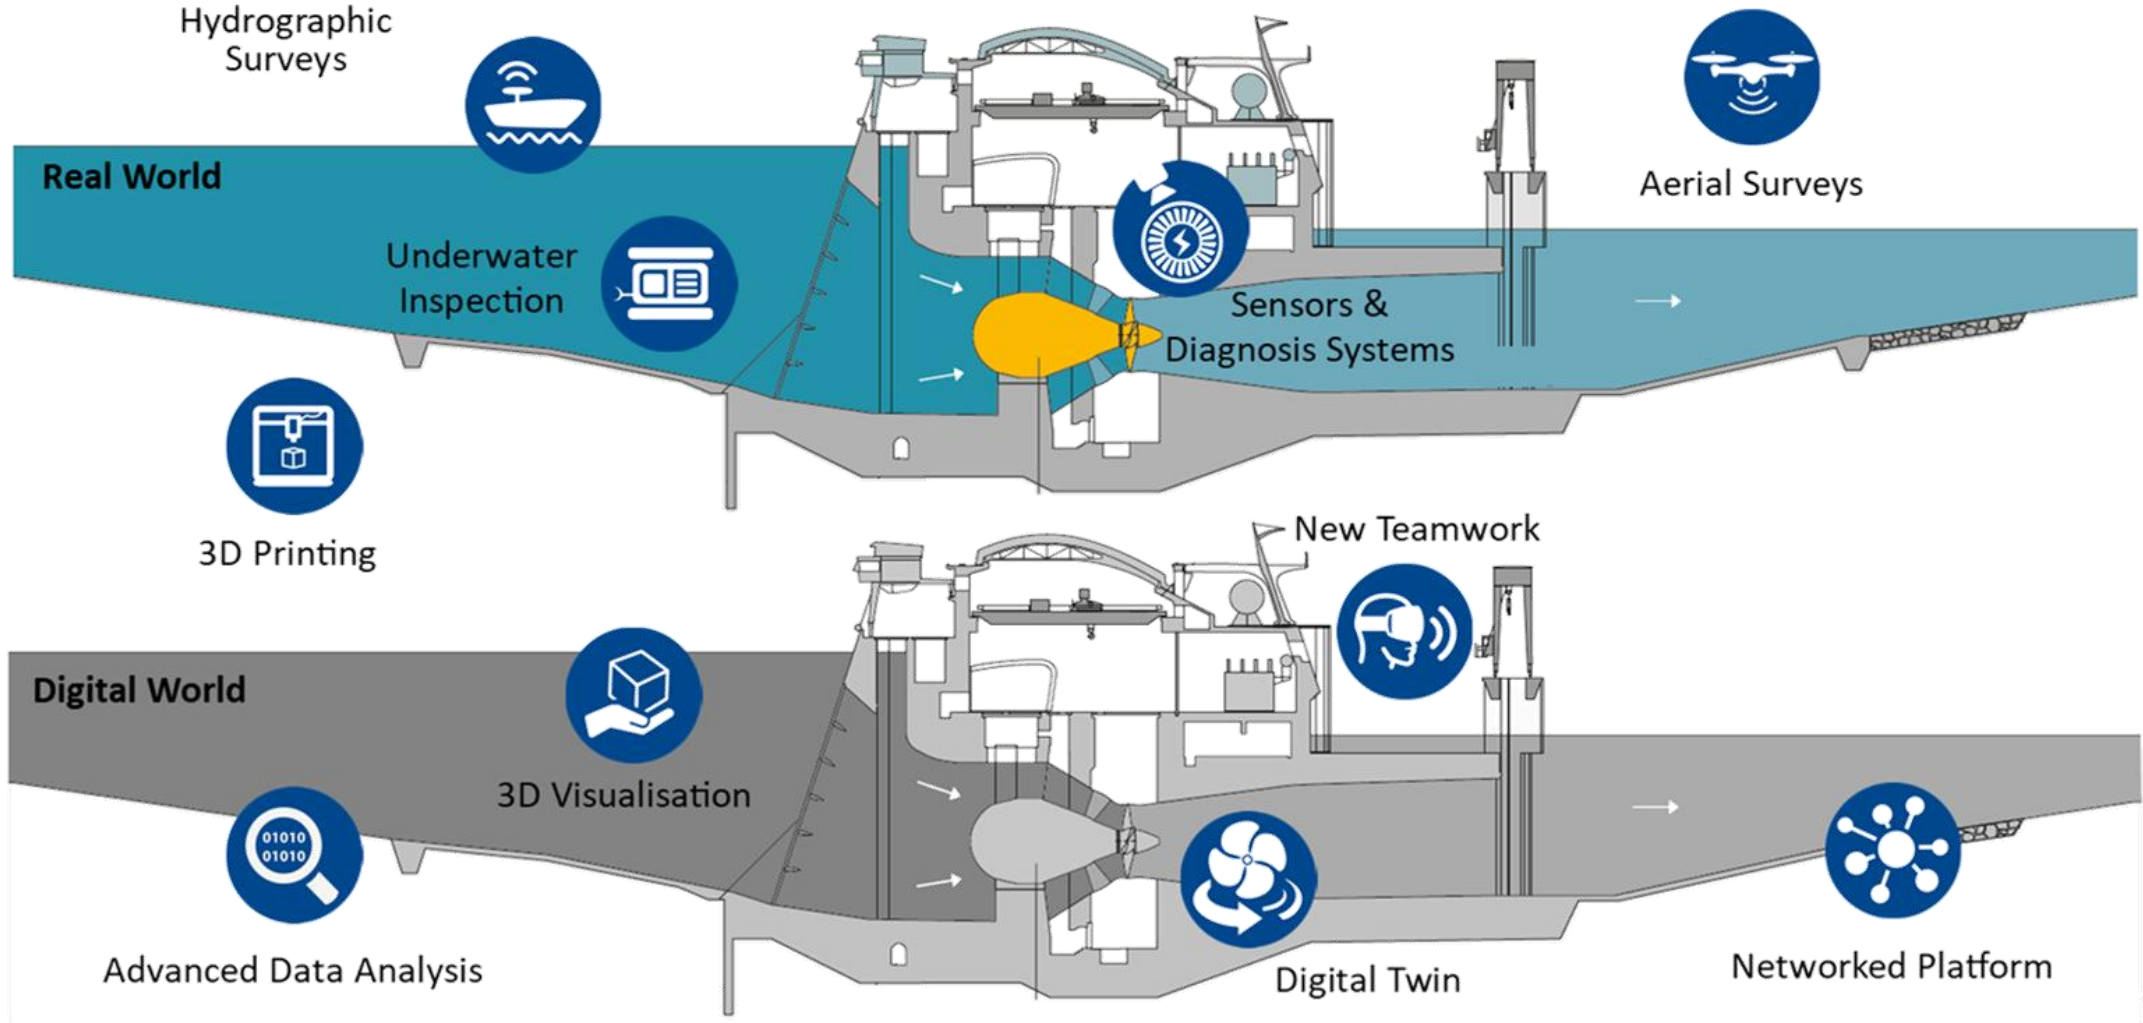 Hydrographic
Surveys
Real World
Aerial Surveys
Underwater
Inspection
Sensors &
Diagnosis Systems
3D Printing
New Teamwork
Digital World
3D Visualisation
01010
01010
Advanced Data Analysis
Digital Twin
Networked Platform